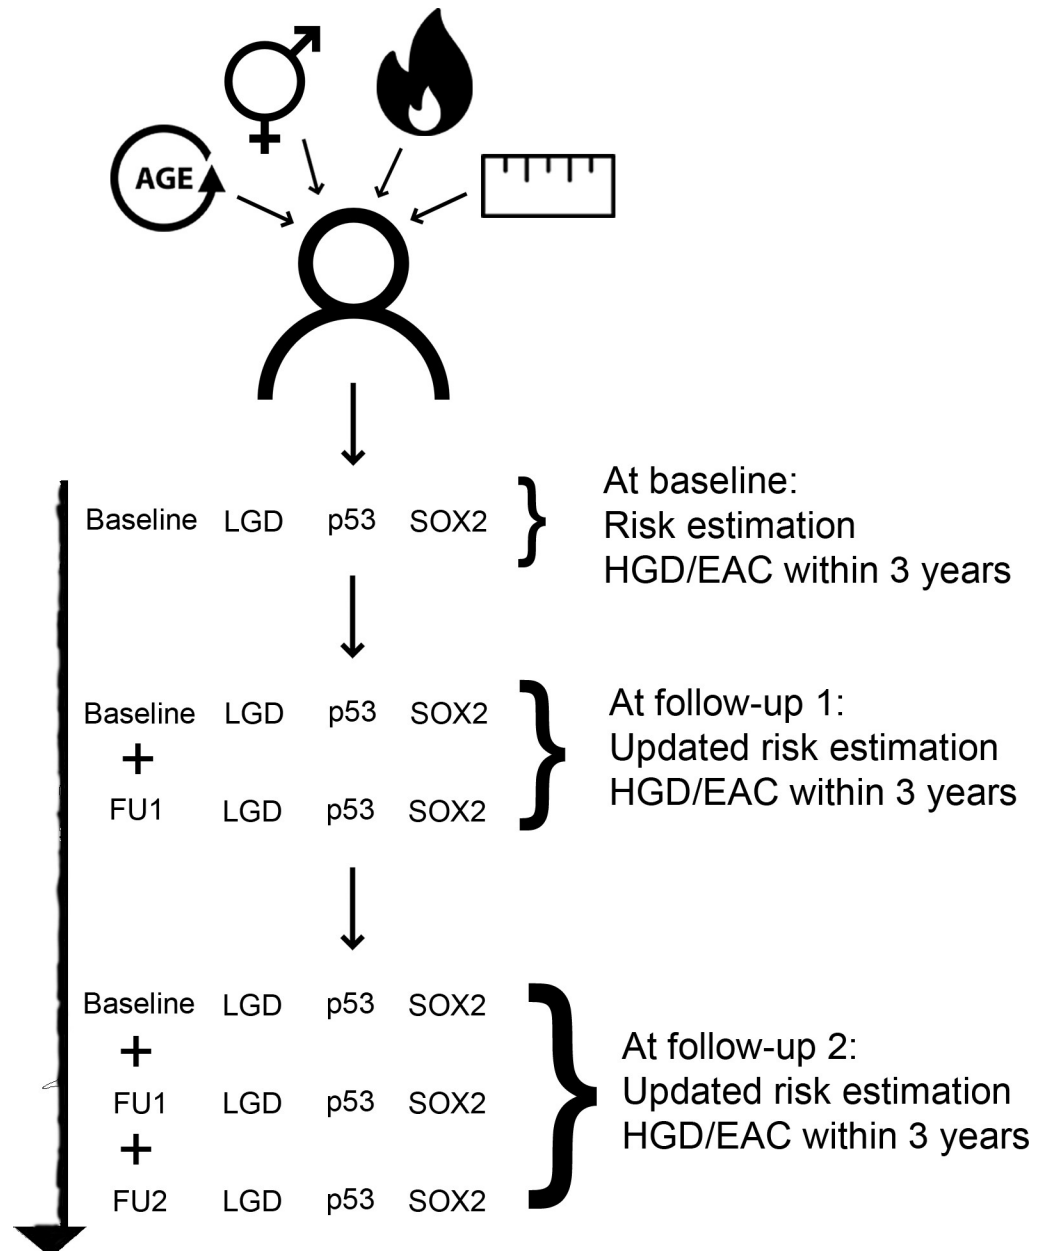 AGE
Baseline LGD p53 SOX2
At baseline:
Risk estimation
HGD/EAC within 3 years
Baseline LGD p53 SOX2
+
FU1 LGD p53 SOX2
At follow-up 1:
Updated risk estimation
HGD/EAC within 3 years
Baseline LGD p53 SOX2
+
FU1 LGD p53 SOX2
+
FU2 LGD p53 SOX2
At follow-up 2:
Updated risk estimation
HGD/EAC within 3 years